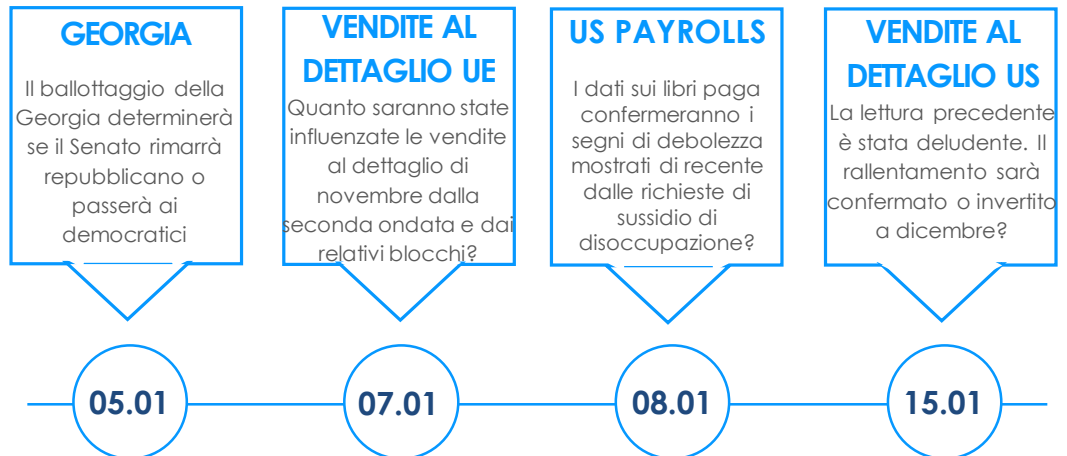 GEORGIA
Il ballottaggio della
Georgia determinerà
se il Senato rimarrà
repubblicano o
passerà ai
democratici
VENDITE AL
DETTAGLIO UE
Quanto saranno state
influenzate le vendite
al dettaglio di
novembre dalla
seconda ondata e dai
relativi blocchi?
US PAYROLLS
I dati sui libri paga
confermeranno i
segni di debolezza
mostrati di recente
dalle richieste di
sussidio di
disoccupazione?
VENDITE AL
DETTAGLIO US
La lettura precedente
è stata deludente. Il
rallentamento sarà
confermato o invertito
a dicembre?
05.01
07.01
08.01
15.01